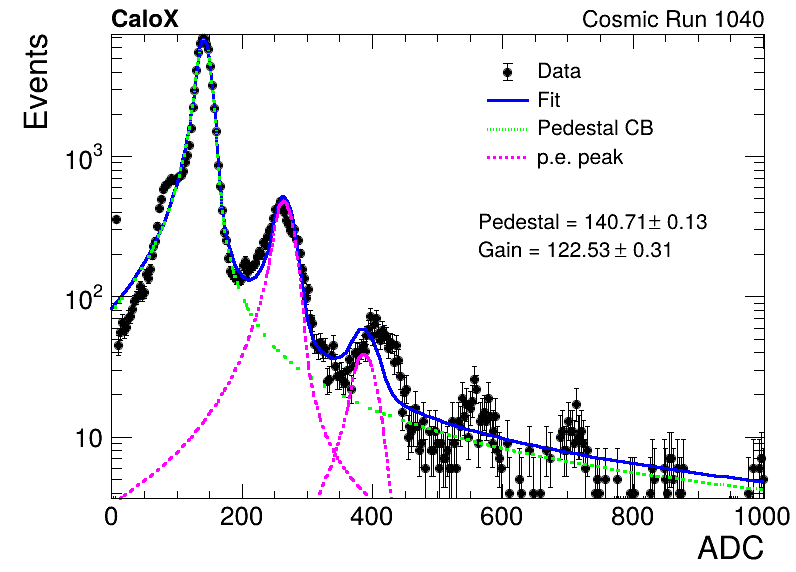 CaloX Cosmic Run 1040
Events
Data
Fit
Pedestal CB
p.e. peak
Pedestal = 140.71± 0.13
Gain = 122.53 ± 0.31
10³
10²
10
0 200 400 600 800 1000
ADC